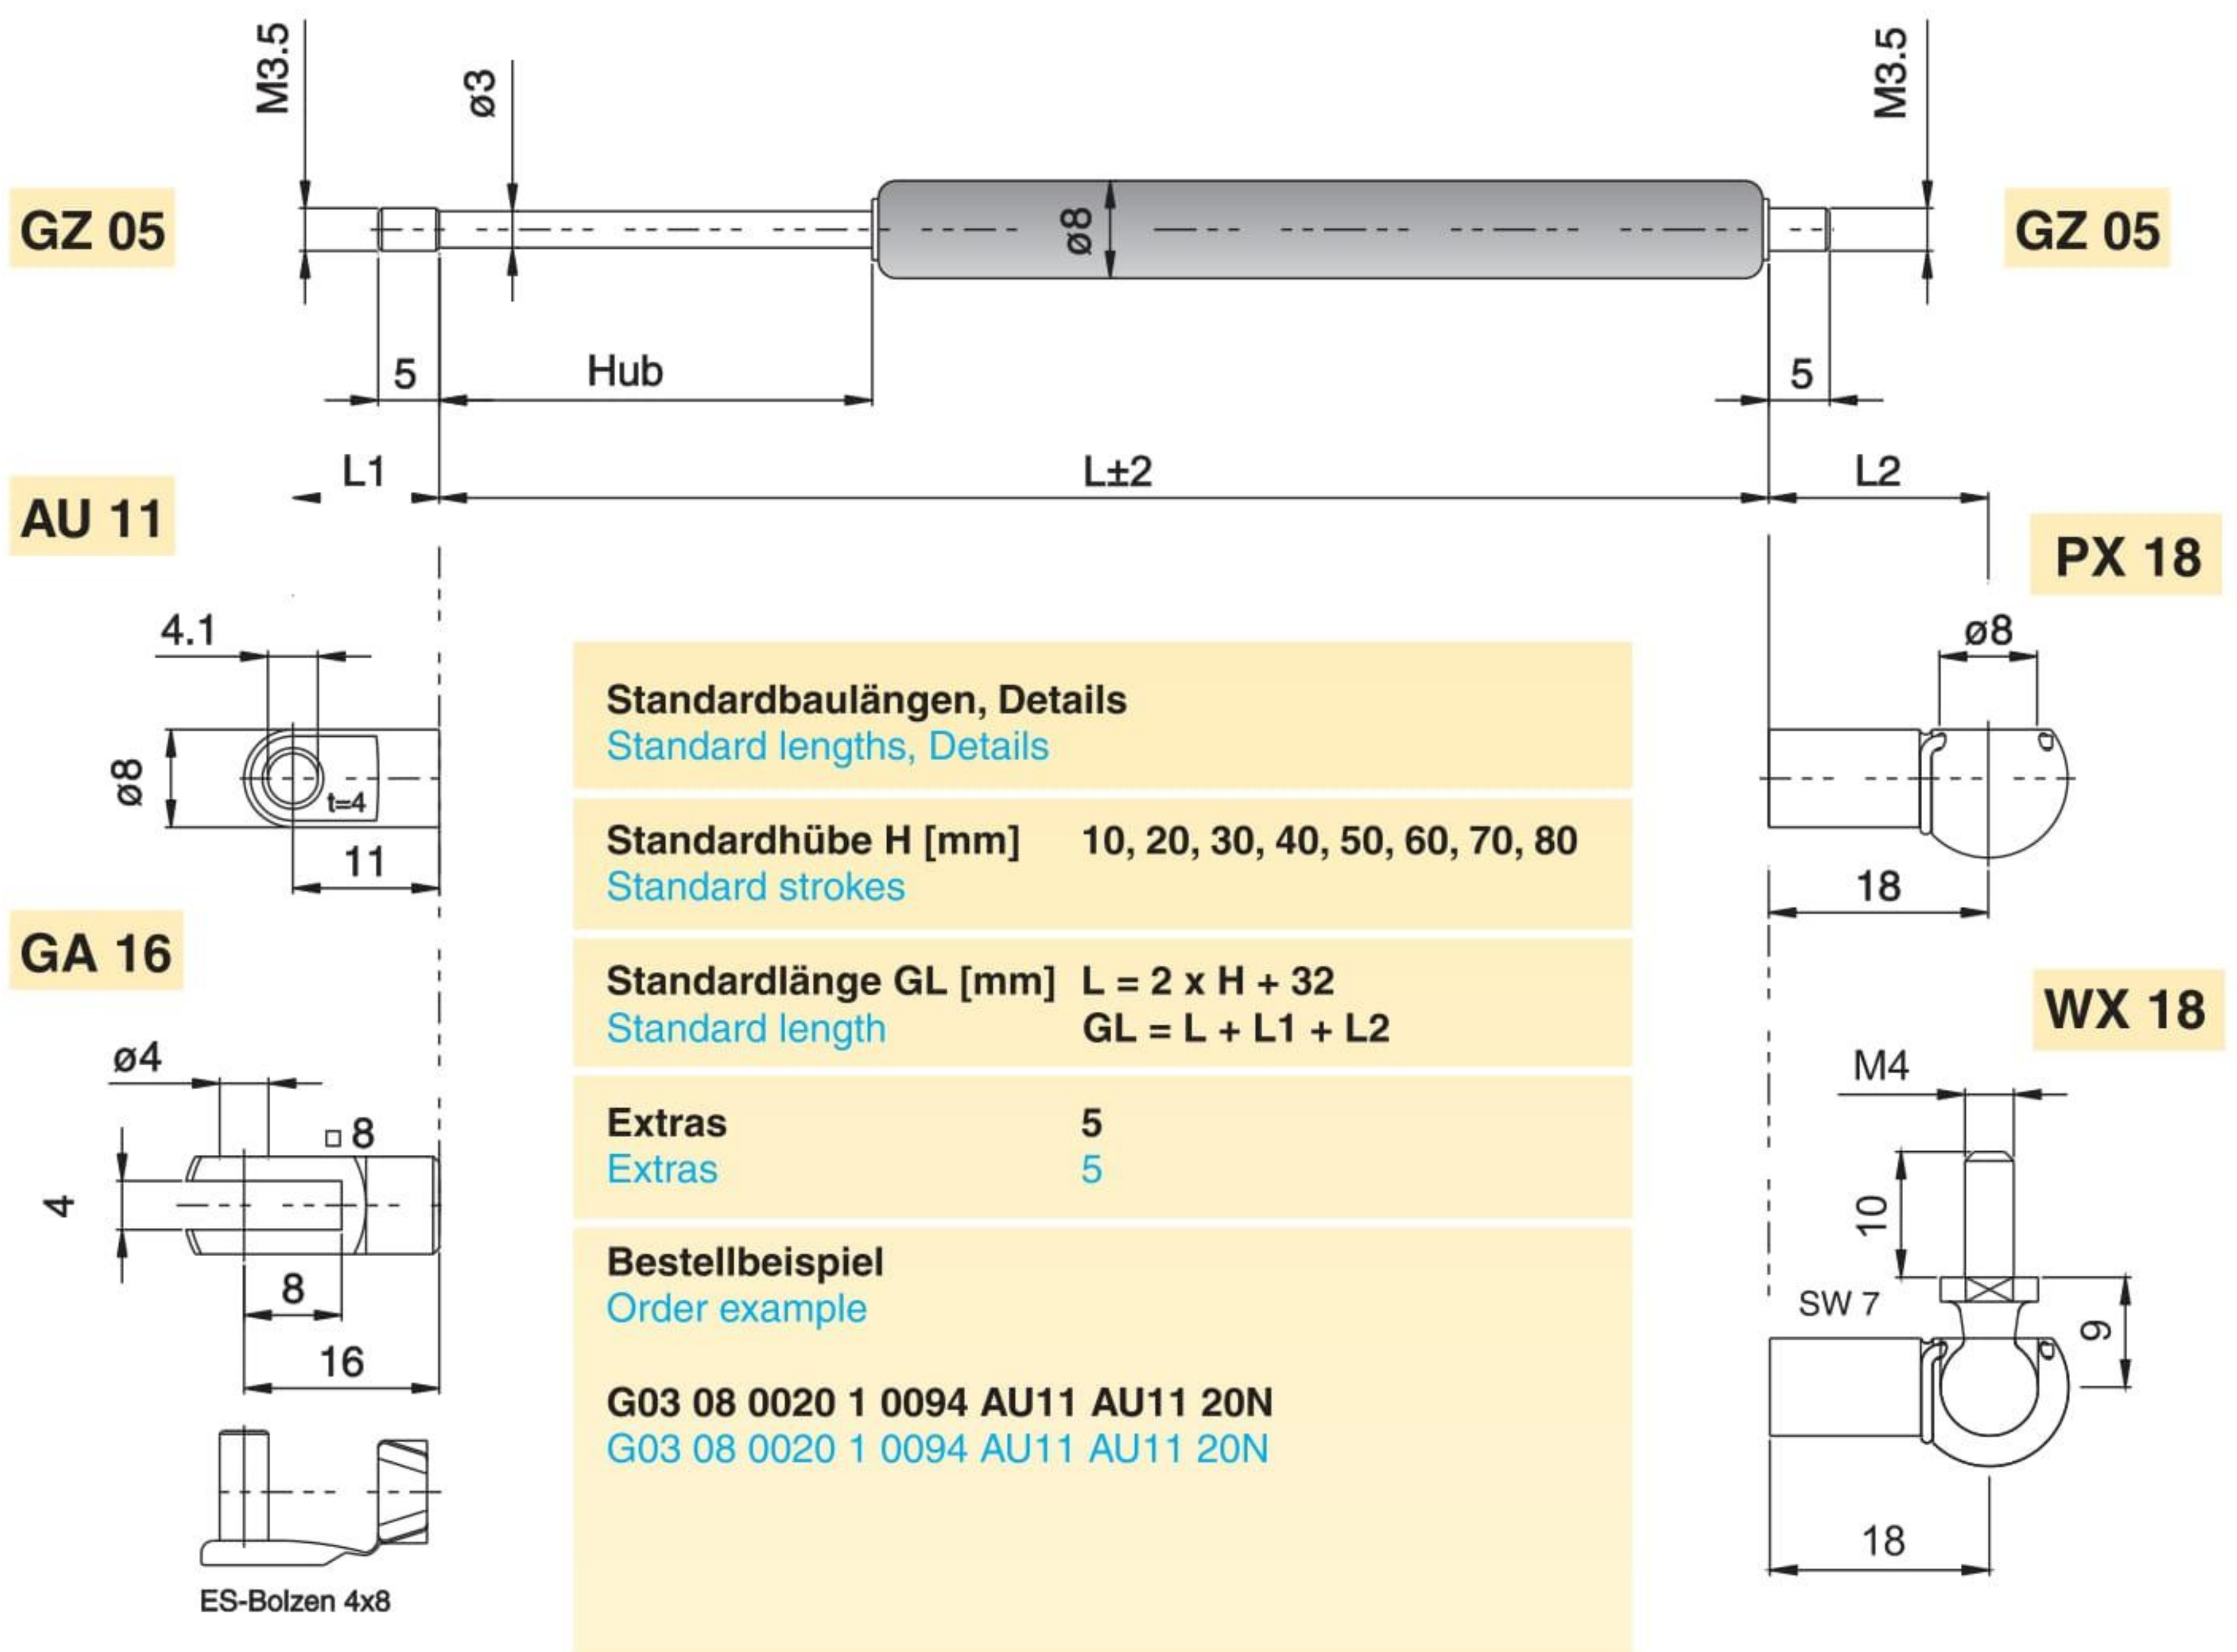 M3.5
ø3
M3.5
GZ 05
ø8
GZ 05
5
Hub
5
L1
L±2
L2
AU 11
PX 18
4.1
ø8
ø8
t=4
11
18
GA 16
WX 18
Standardbaulängen, Details
Standard lengths, Details
Standardhübe H [mm] 10, 20, 30, 40, 50, 60, 70, 80
Standard strokes
Standardlänge GL [mm] L = 2 x H + 32
Standard length GL = L + L1 + L2
Extras 5
Extras 5
Bestellbeispiel
Order example
G03 08 0020 1 0094 AU11 AU11 20N
G03 08 0020 1 0094 AU11 AU11 20N
ø4
□ 8
4
8
16
ES-Bolzen 4x8
M4
10
SW 7
9
18